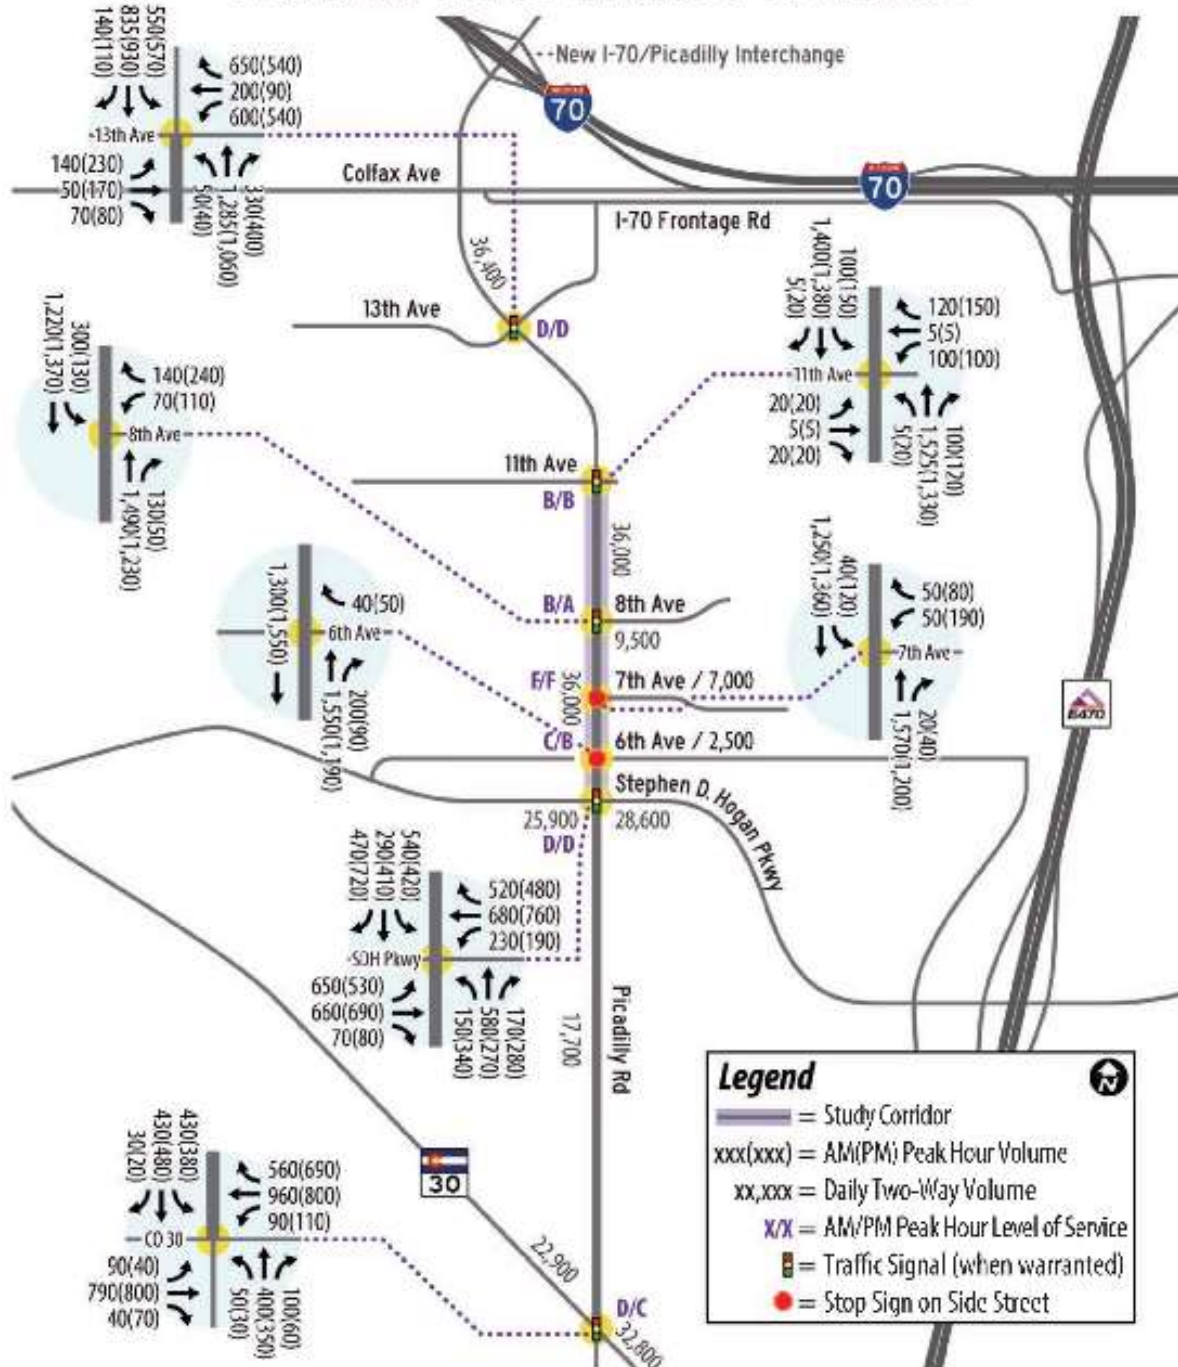 550(570)
835(930)
140(110)
650(540)
200(90)
600(540)
13th Ave
140(230)
50(170)
70(80)
330(400)
1,285(1,060)
50(40)
New I-70/Picadilly Interchange
70
70
Colfax Ave
I-70 Frontage Rd
36,400
13th Ave
D/D
100(150)
1,400(1,380)
5(20)
120(150)
5(5)
100(100)
11th Ave
20(20)
5(5)
20(20)
100(120)
1,525(1,330)
5(20)
300(130)
1,220(1,370)
140(240)
70(110)
8th Ave
130(50)
1,490(1,230)
11th Ave
B/B
36,000
B/A
8th Ave
9,500
1,300(1,550)
40(50)
6th Ave
200(90)
1,550(1,190)
40(120)
1,250(1,360)
50(80)
50(190)
7th Ave
20(40)
1,570(1,200)
F/F
36,000
7th Ave / 7,000
C/B
6th Ave / 2,500
E470
Stephen D. Hogan Pkwy
25,900
28,600
D/D
540(420)
290(410)
470(720)
520(480)
680(760)
230(190)
SDH Pkwy
650(530)
660(690)
70(80)
170(280)
580(270)
150(340)
17,700
Picadilly Rd
430(380)
430(480)
30(20)
560(690)
960(800)
90(110)
CO 30
90(40)
790(800)
40(70)
100(60)
400(350)
50(30)
30
22,900
D/C
32,800
Legend
N
= Study Corridor
xxx(xxx) = AM(PM) Peak Hour Volume
xx,xxx = Daily Two-Way Volume
X/X = AM/PM Peak Hour Level of Service
= Traffic Signal (when warranted)
= Stop Sign on Side Street